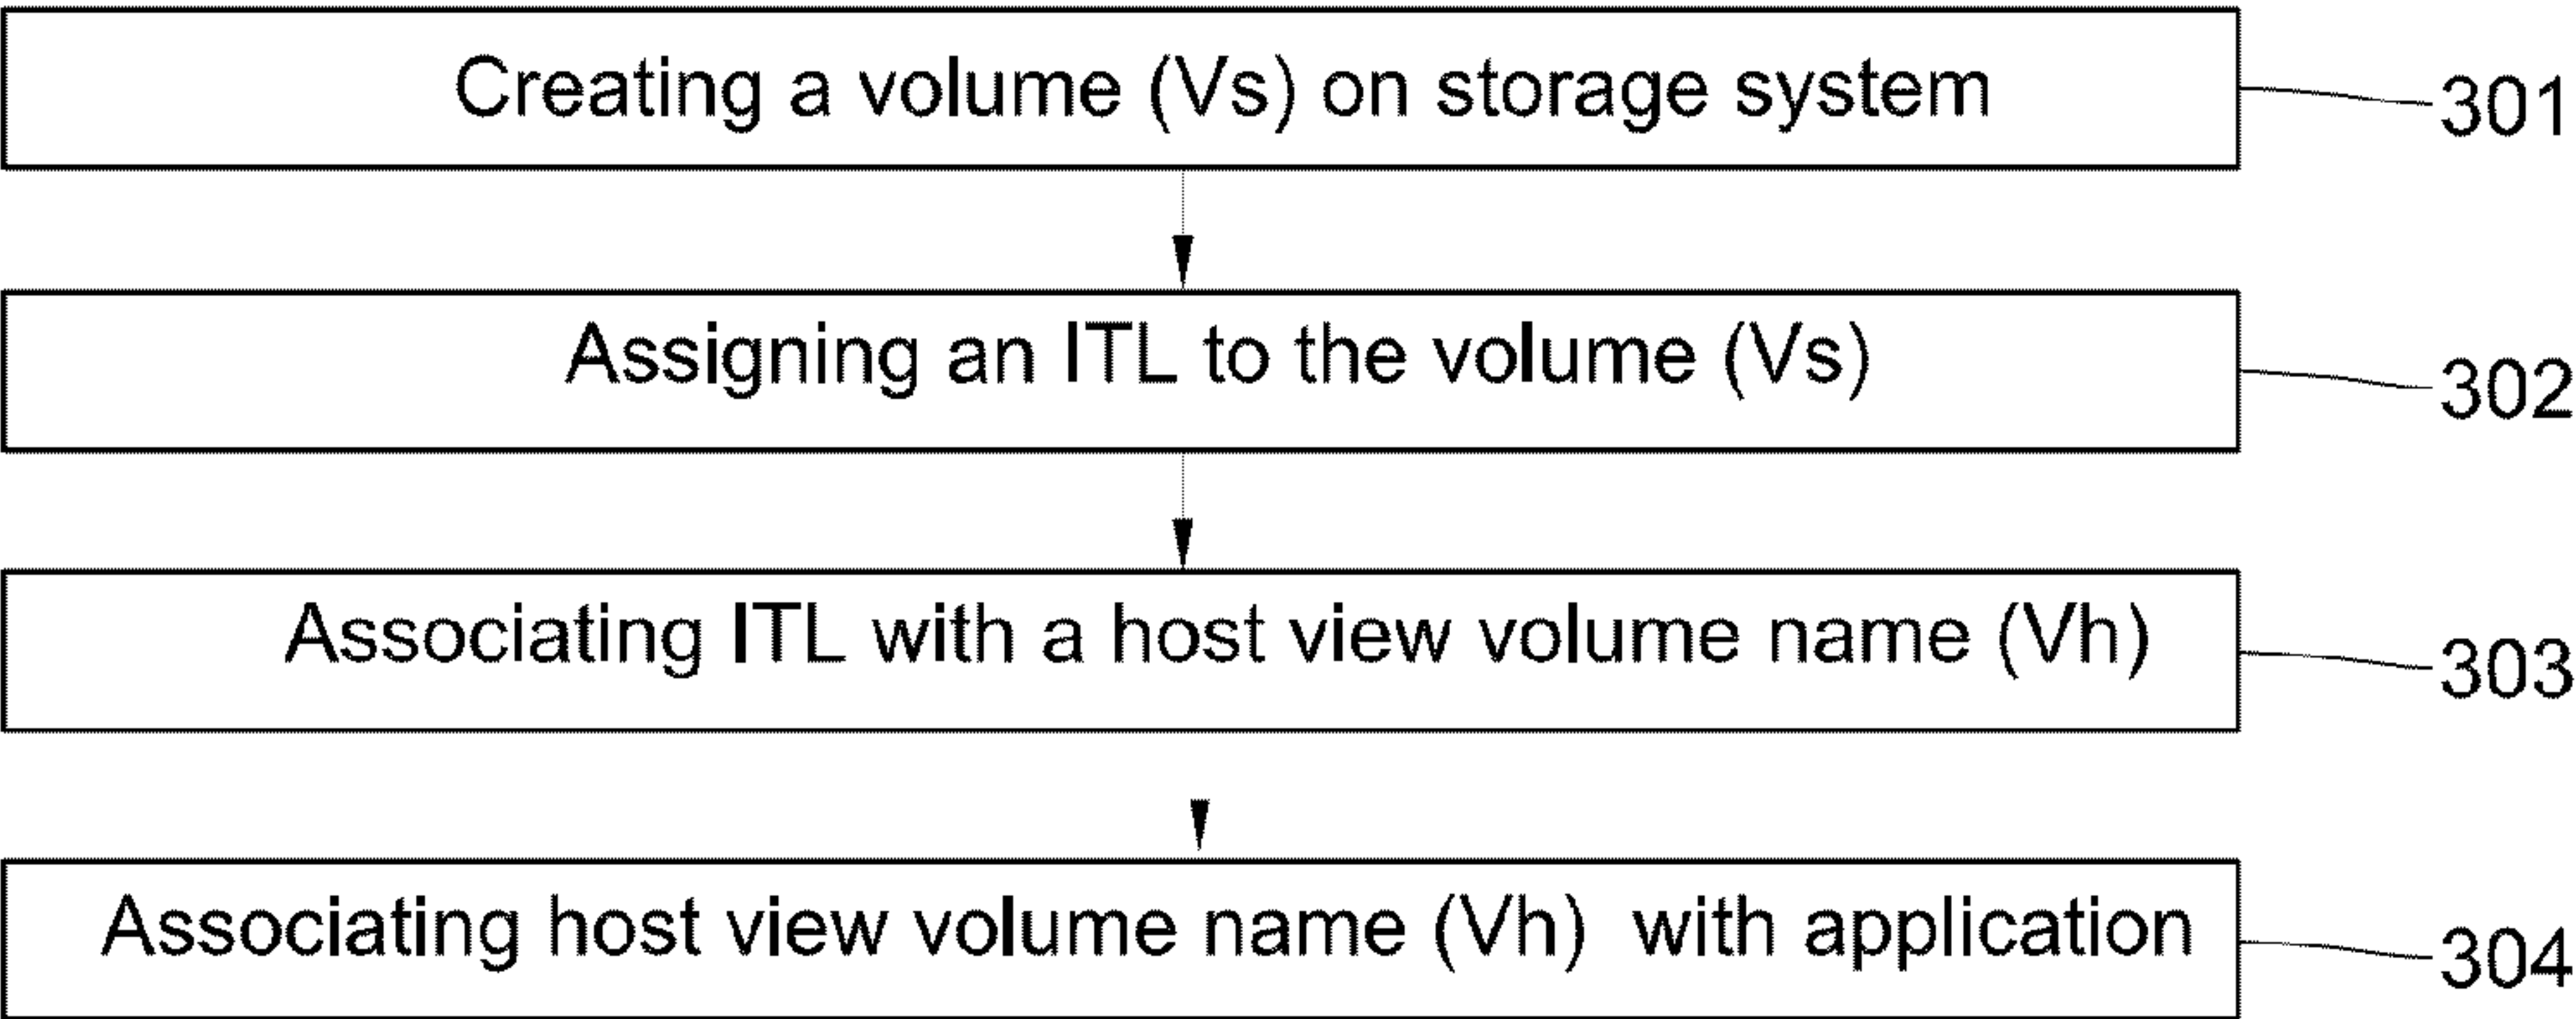 Creating a volume (Vs) on storage system
301
Assigning an ITL to the volume (Vs)
302
Associating ITL with a host view volume name (Vh)
303
Associating host view volume name (Vh) with application
304